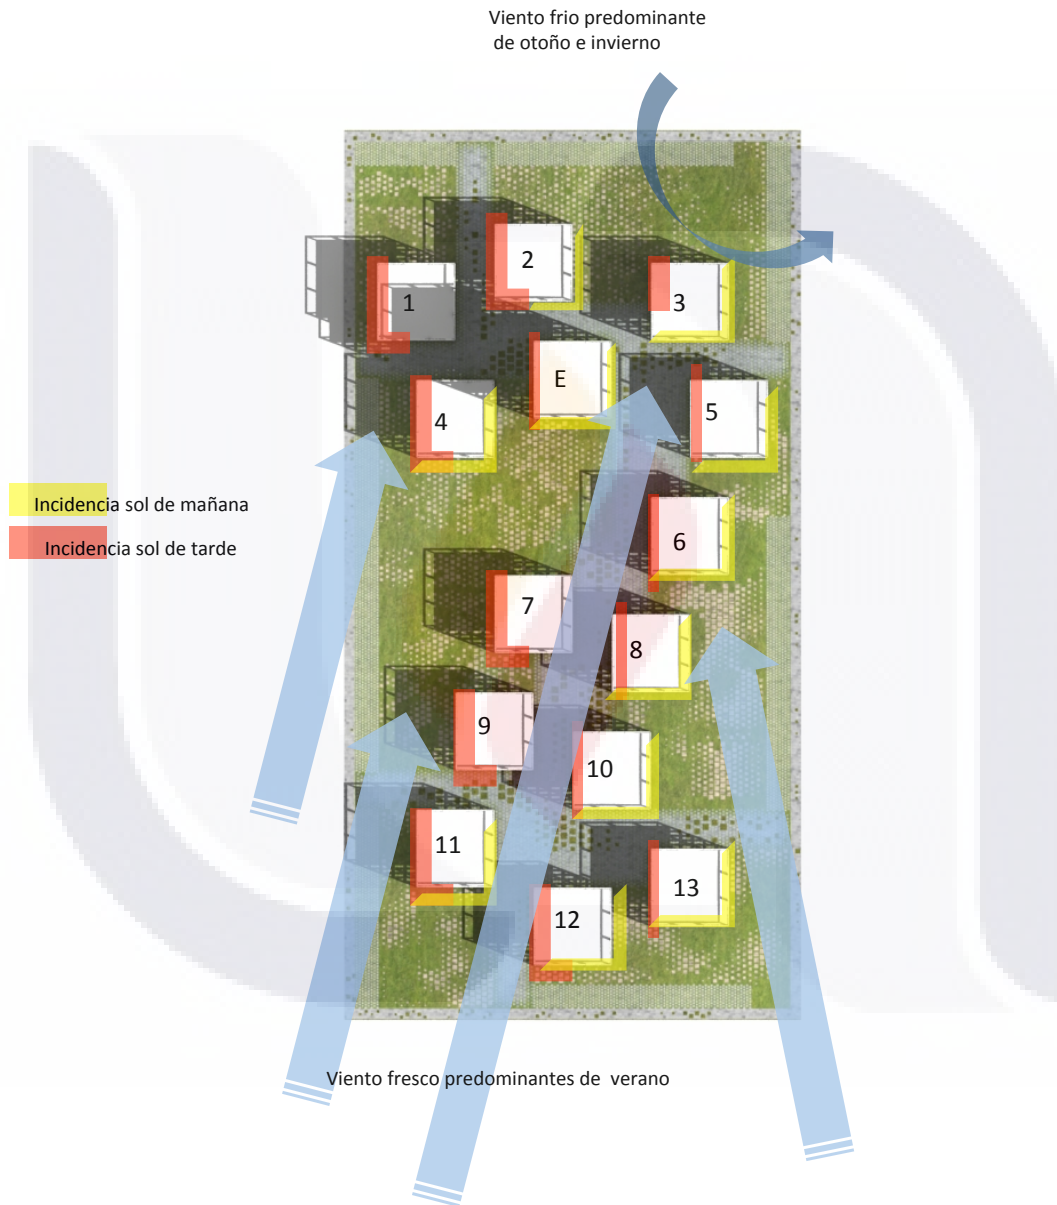 Viento frio predominante
de otoño e invierno
2
1
3
E
4
5
Incidencia sol de mañana
Incidencia sol de tarde
6
7
8
9
10
11
13
12
Viento fresco predominantes de verano